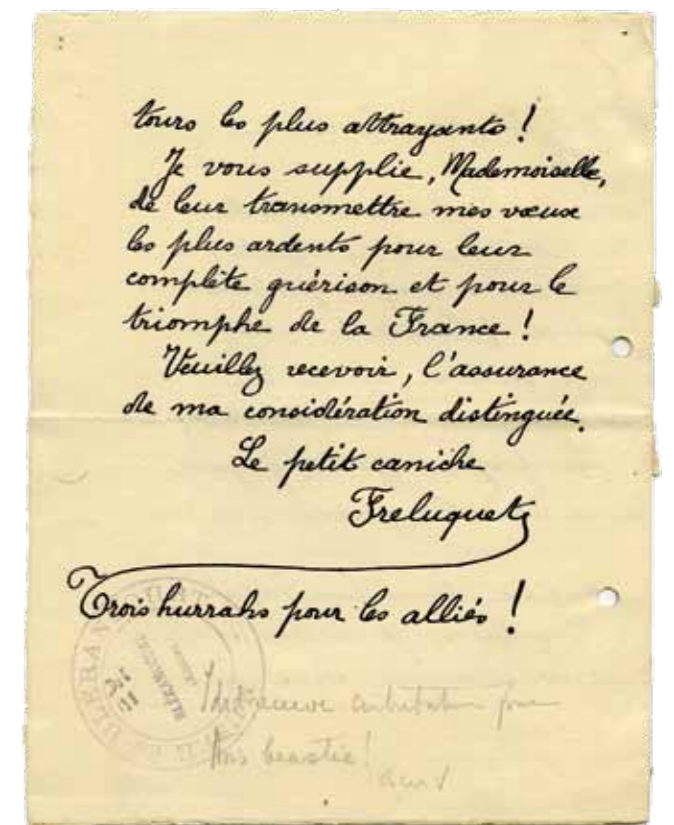 tours les plus attrayants !
Je vous supplie, Mademoiselle,
de leur transmettre mes vœux
les plus ardents pour leur
complète guérison et pour le
triomphe de la France !
Veuillez recevoir, l'assurance
de ma considération distinguée.
Le petit caniche
Freluquet
Trois hurrahs pour les alliés !
this beastie!